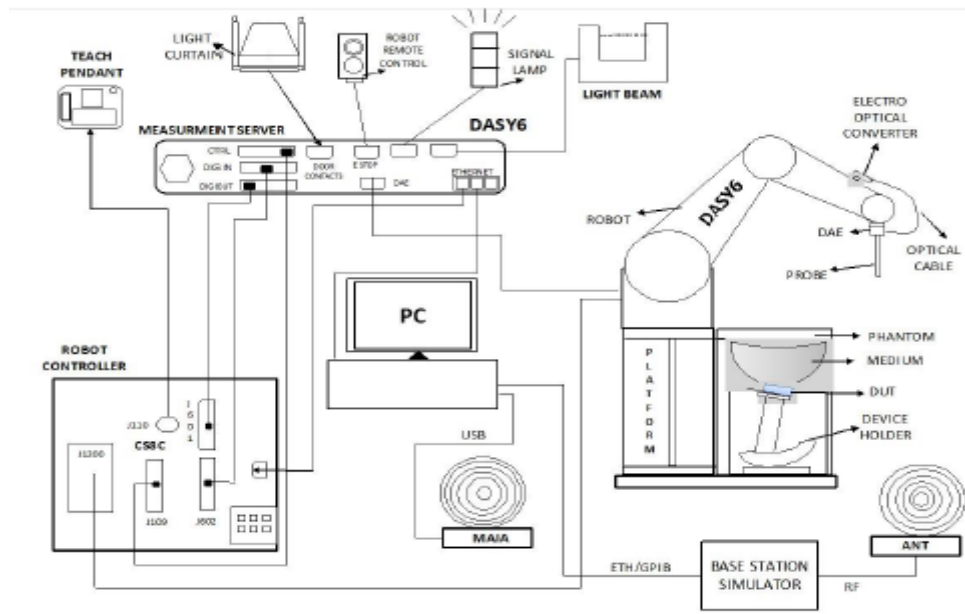 LIGHT
CURTAIN
ROBOT
REMOTE
CONTROL
SIGNAL
LAMP
LIGHT BEAM
TEACH
PENDANT
ELECTRO
OPTICAL
CONVERTER
MEASURMENT SERVER
DASY6
CTRL
DIGI IN
DIGI OUT
DOOR
CONTACTS
E STOP
DAE
ETHERNET
ROBOT
DASY6
DAE
OPTICAL
CABLE
PROBE
PC
PLATFORM
PHANTOM
MEDIUM
DUT
DEVICE
HOLDER
ROBOT
CONTROLLER
J1200
CS8C
J109
J602
USB
MAIA
ANT
ETH/GPIB
BASE STATION
SIMULATOR
RF